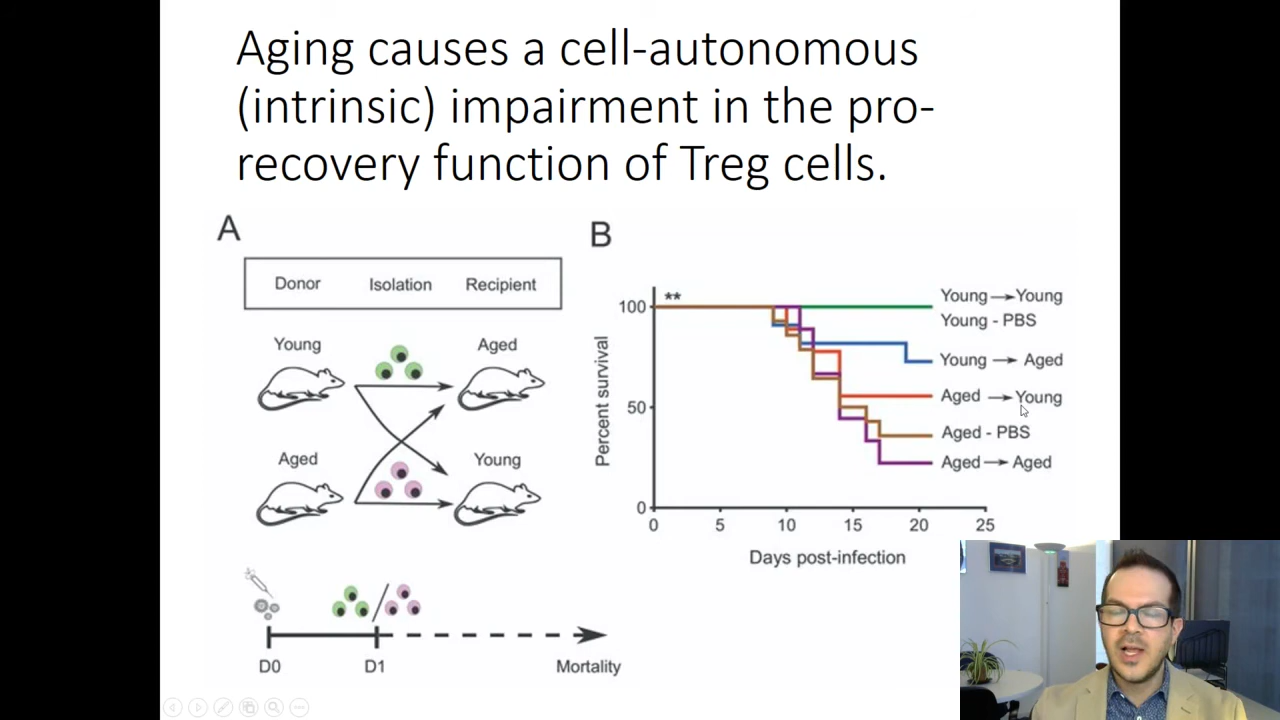 Aging causes a cell-autonomous
(intrinsic) impairment in the pro-
recovery function of Treg cells.
A
Donor Isolation Recipient
Young Aged
Aged Young
D0 D1 Mortality
B
**
100
50
0
Percent survival
0 5 10 15 20 25
Days post-infection
Young → Young
Young - PBS
Young → Aged
Aged → Young
Aged - PBS
Aged → Aged